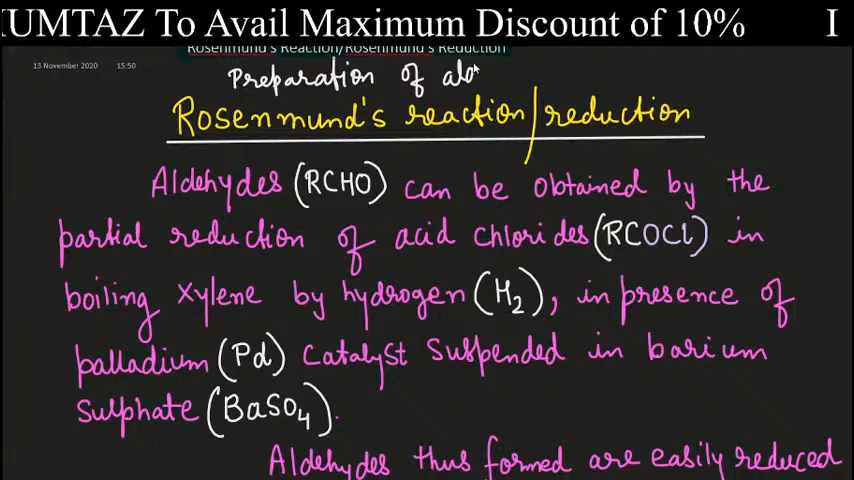 UMTAZ To Avail Maximum Discount of 10% I
Rosenmund's Reaction/Rosenmund's Reduction
13 November 2020 15:50
Preparation of
Rosenmund's reaction/reduction
Aldehydes (RCHO) can be obtained by the
partial reduction of acid chlorides (RCOCl) in
boiling xylene by hydrogen (H₂), in presence of
palladium (Pd) catalyst suspended in barium
sulphate (BaSO₄).
Aldehydes thus formed are easily reduced